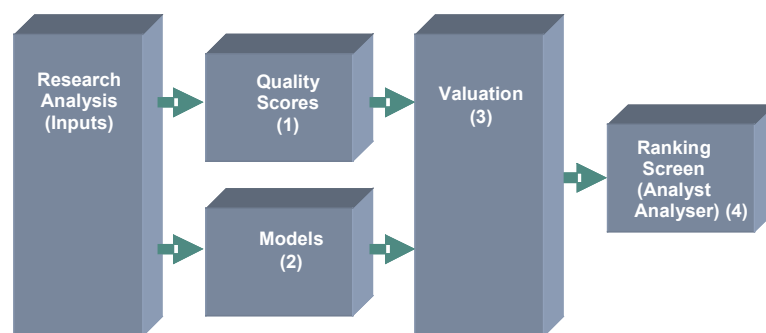 Research
Analysis
(Inputs)
Quality
Scores
(1)
Models
(2)
Valuation
(3)
Ranking
Screen
(Analyst
Analyser) (4)